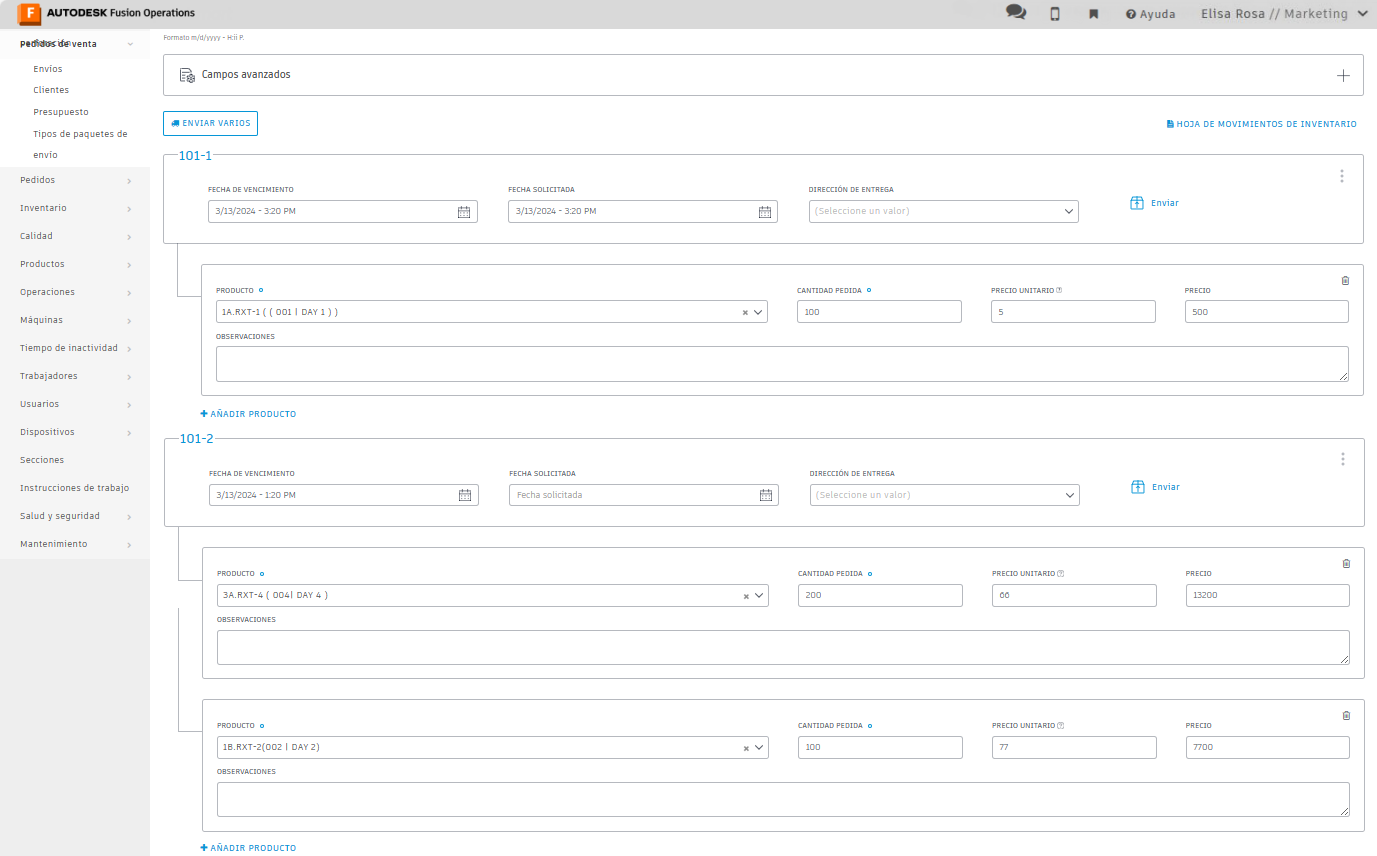 F AUTODESK Fusion Operations
Ayuda
Elisa Rosa // Marketing
Pedidos de venta
Envíos
Clientes
Presupuesto
Tipos de paquetes de
envío
Pedidos
Inventario
Calidad
Productos
Operaciones
Máquinas
Tiempo de inactividad
Trabajadores
Usuarios
Dispositivos
Secciones
Instrucciones de trabajo
Salud y seguridad
Mantenimiento
Formato m/d/yyyy - H:ii P.
Campos avanzados
ENVIAR VARIOS
HOJA DE MOVIMIENTOS DE INVENTARIO
101-1
FECHA DE VENCIMIENTO
FECHA SOLICITADA
DIRECCIÓN DE ENTREGA
3/13/2024 - 3:20 PM
3/13/2024 - 3:20 PM
(Seleccione un valor)
Enviar
PRODUCTO
CANTIDAD PEDIDA
PRECIO UNITARIO
PRECIO
1A.RXT-1 ( ( 001 | DAY 1 ) )
100
5
500
OBSERVACIONES
AÑADIR PRODUCTO
101-2
FECHA DE VENCIMIENTO
FECHA SOLICITADA
DIRECCIÓN DE ENTREGA
3/13/2024 - 1:20 PM
Fecha solicitada
(Seleccione un valor)
Enviar
PRODUCTO
CANTIDAD PEDIDA
PRECIO UNITARIO
PRECIO
3A.RXT-4 ( 004| DAY 4 )
200
66
13200
OBSERVACIONES
PRODUCTO
CANTIDAD PEDIDA
PRECIO UNITARIO
PRECIO
1B.RXT-2(002 | DAY 2)
100
77
7700
OBSERVACIONES
AÑADIR PRODUCTO